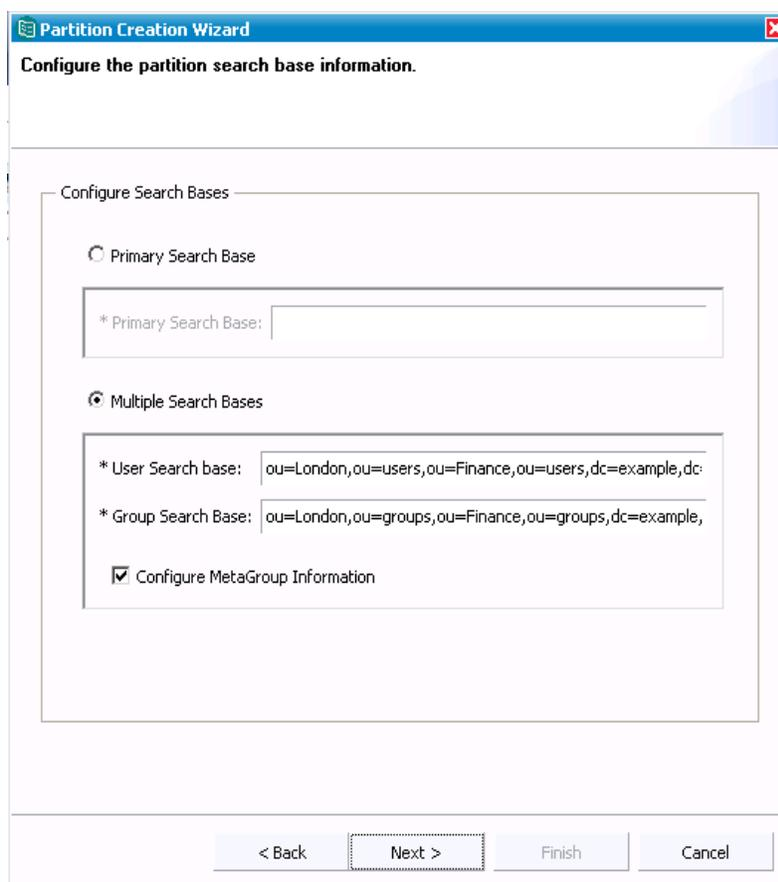 Partition Creation Wizard
Configure the partition search base information.
Configure Search Bases
Primary Search Base
* Primary Search Base:
Multiple Search Bases
* User Search base: ou=London,ou=users,ou=Finance,ou=users,dc=example,dc=
* Group Search Base: ou=London,ou=groups,ou=Finance,ou=groups,dc=example,
Configure MetaGroup Information
< Back Next > Finish Cancel